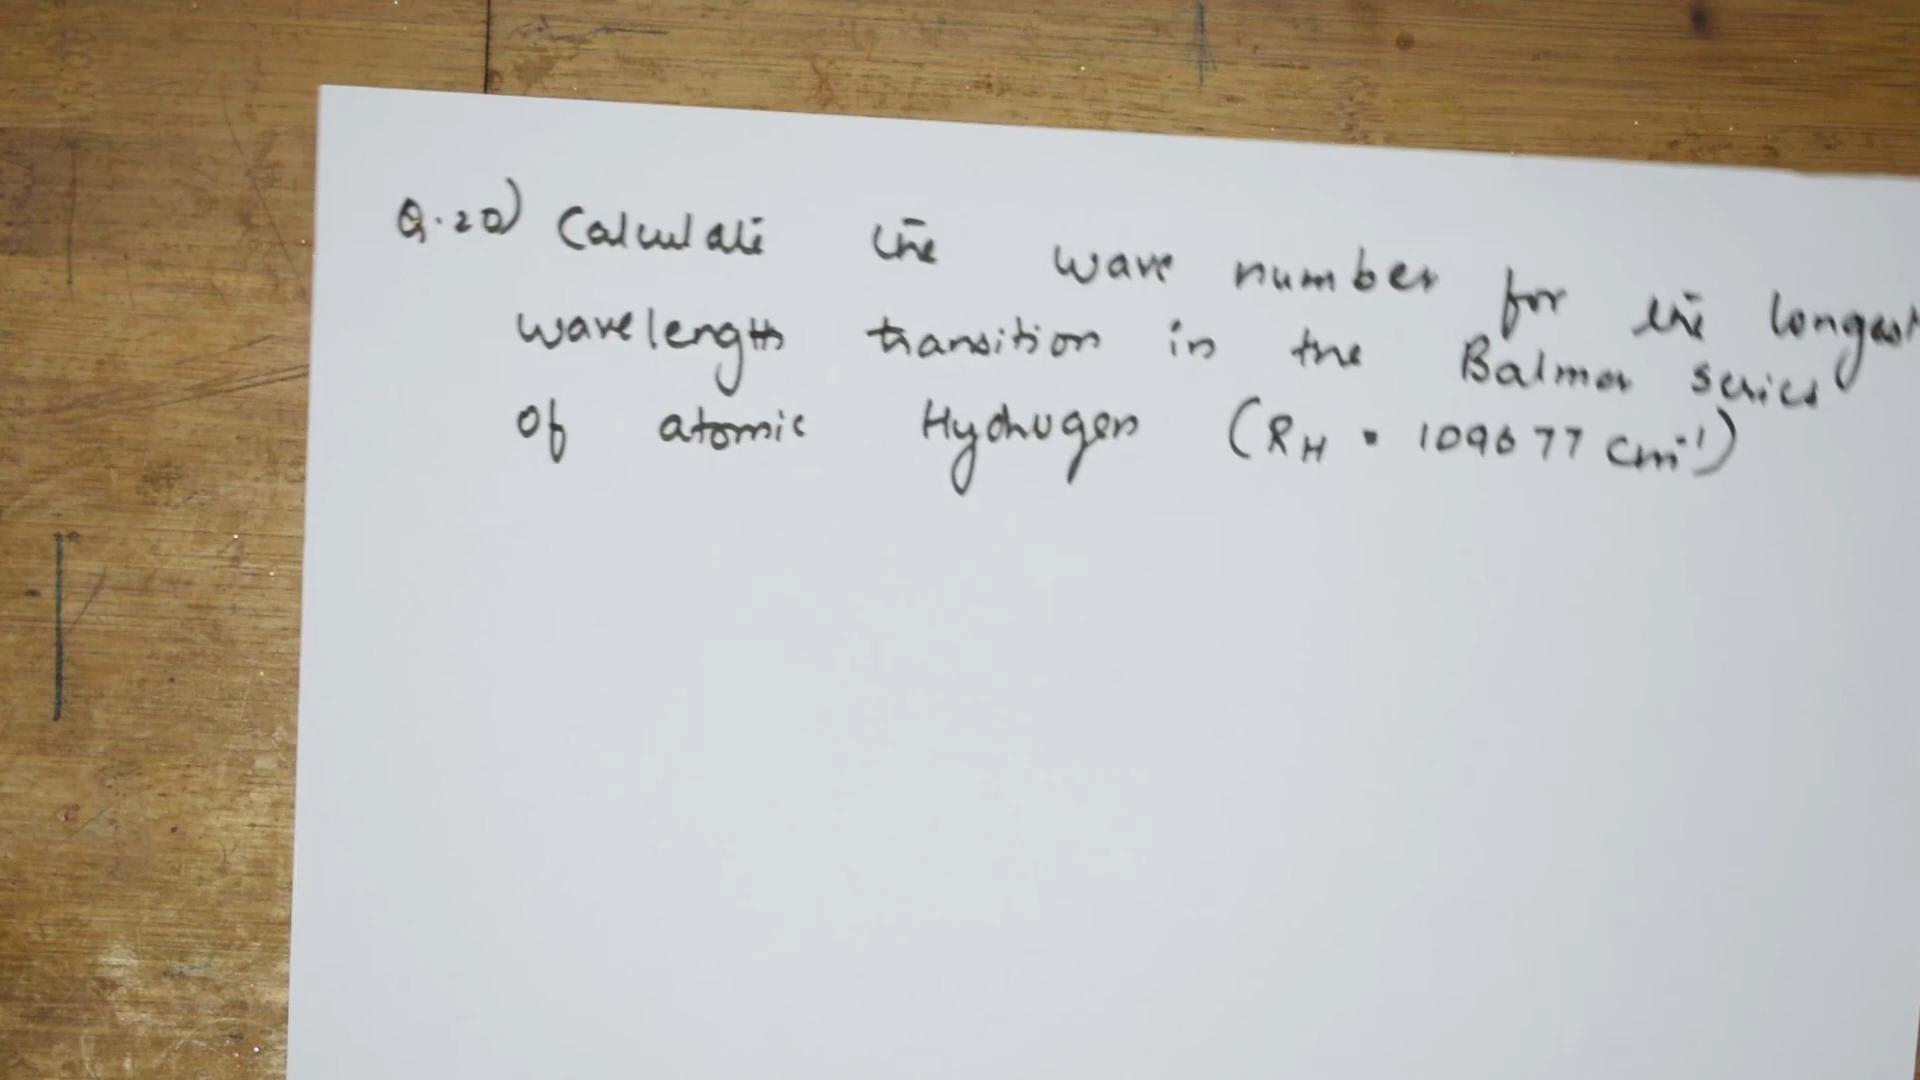 Q.20) Calculate the wave number for the longest
wavelength transition in the Balmer series
of atomic Hydrogen (RH = 109677 cm⁻¹)